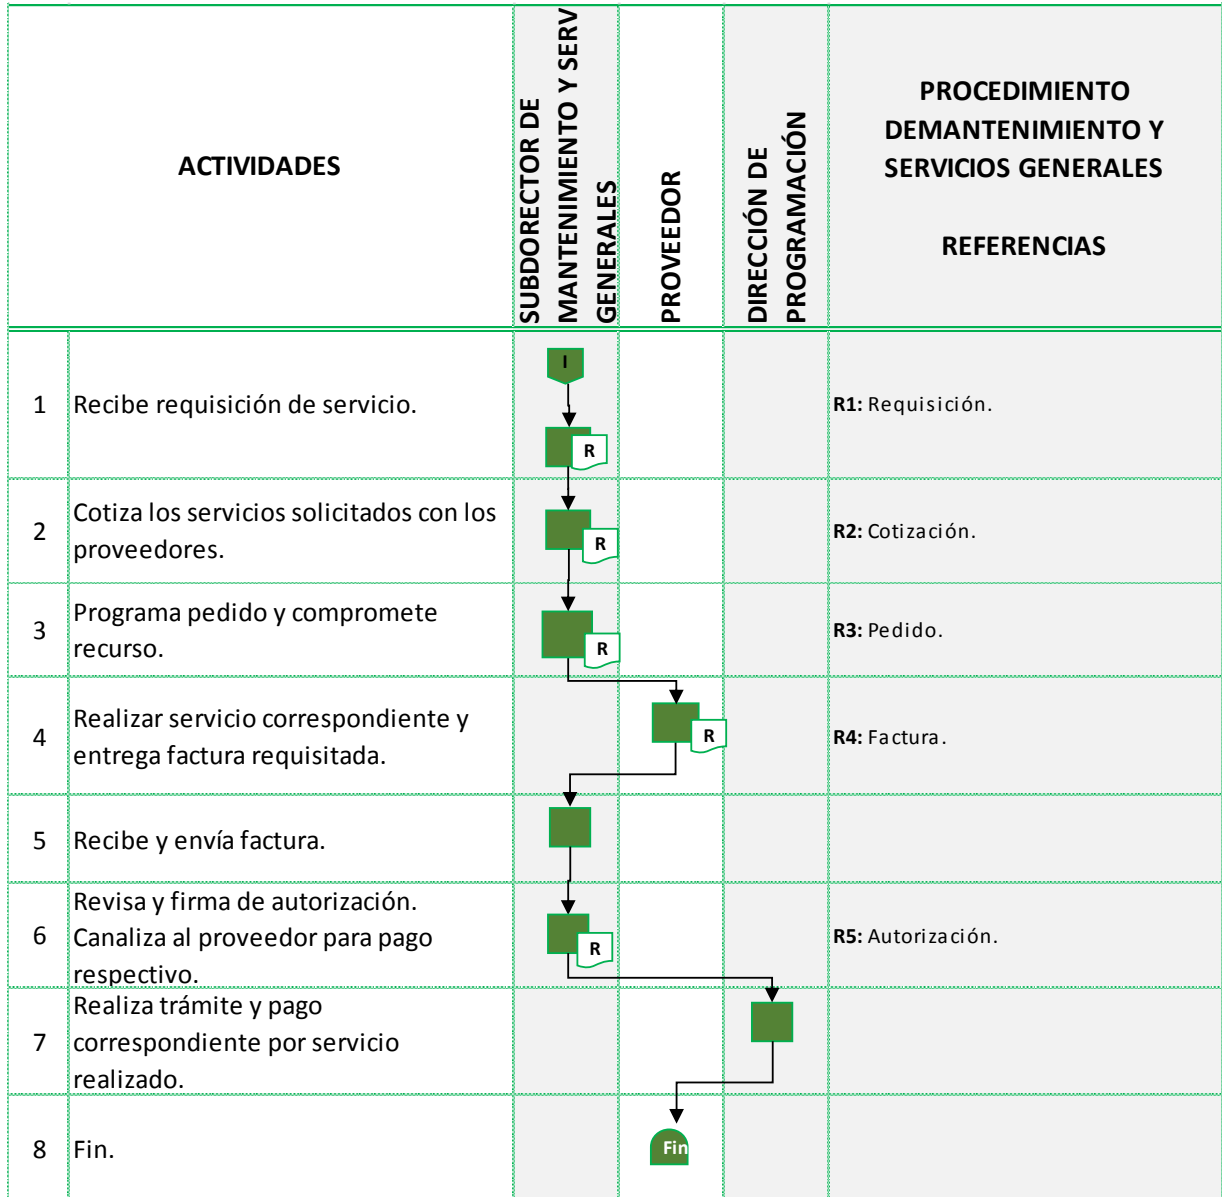 ACTIVIDADES
SUBDORECTOR DE
MANTENIMIENTO Y SERV
GENERALES
PROVEEDOR
DIRECCIÓN DE
PROGRAMACIÓN
PROCEDIMIENTO
DEMANTENIMIENTO Y
SERVICIOS GENERALES
REFERENCIAS
I
1
Recibe requisición de servicio.
R
R1: Requisición.
2
Cotiza los servicios solicitados con los
proveedores.
R
R2: Cotización.
3
Programa pedido y compromete
recurso.
R
R3: Pedido.
4
Realizar servicio correspondiente y
entrega factura requisitada.
R
R4: Factura.
5
Recibe y envía factura.
6
Revisa y firma de autorización.
Canaliza al proveedor para pago
respectivo.
R
R5: Autorización.
7
Realiza trámite y pago
correspondiente por servicio
realizado.
8
Fin.
Fin